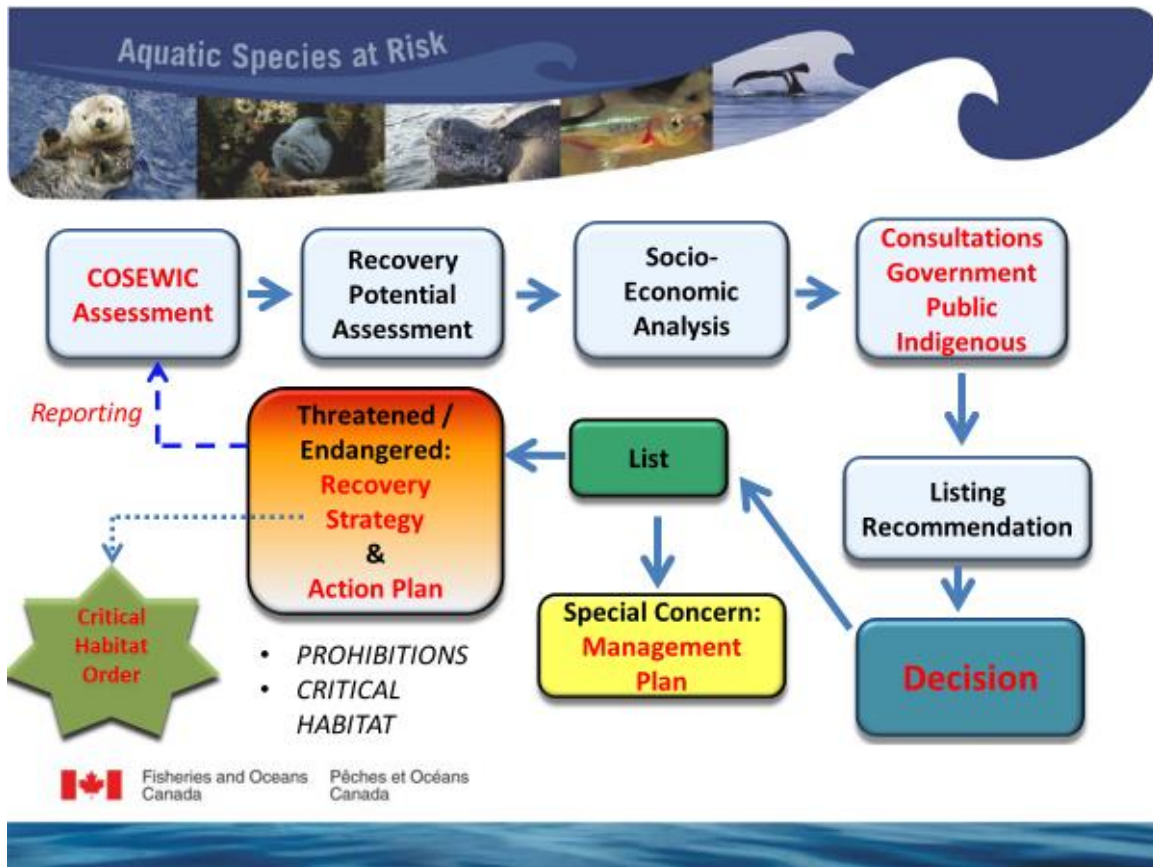 Aquatic Species at Risk
COSEWIC
Assessment
Recovery
Potential
Assessment
Socio-
Economic
Analysis
Consultations
Government
Public
Indigenous
Reporting
Threatened /
Endangered:
Recovery
Strategy
&
Action Plan
List
Listing
Recommendation
Critical
Habitat
Order
• PROHIBITIONS
• CRITICAL
HABITAT
Special Concern:
Management
Plan
Decision
Fisheries and Oceans
Canada
Pêches et Océans
Canada